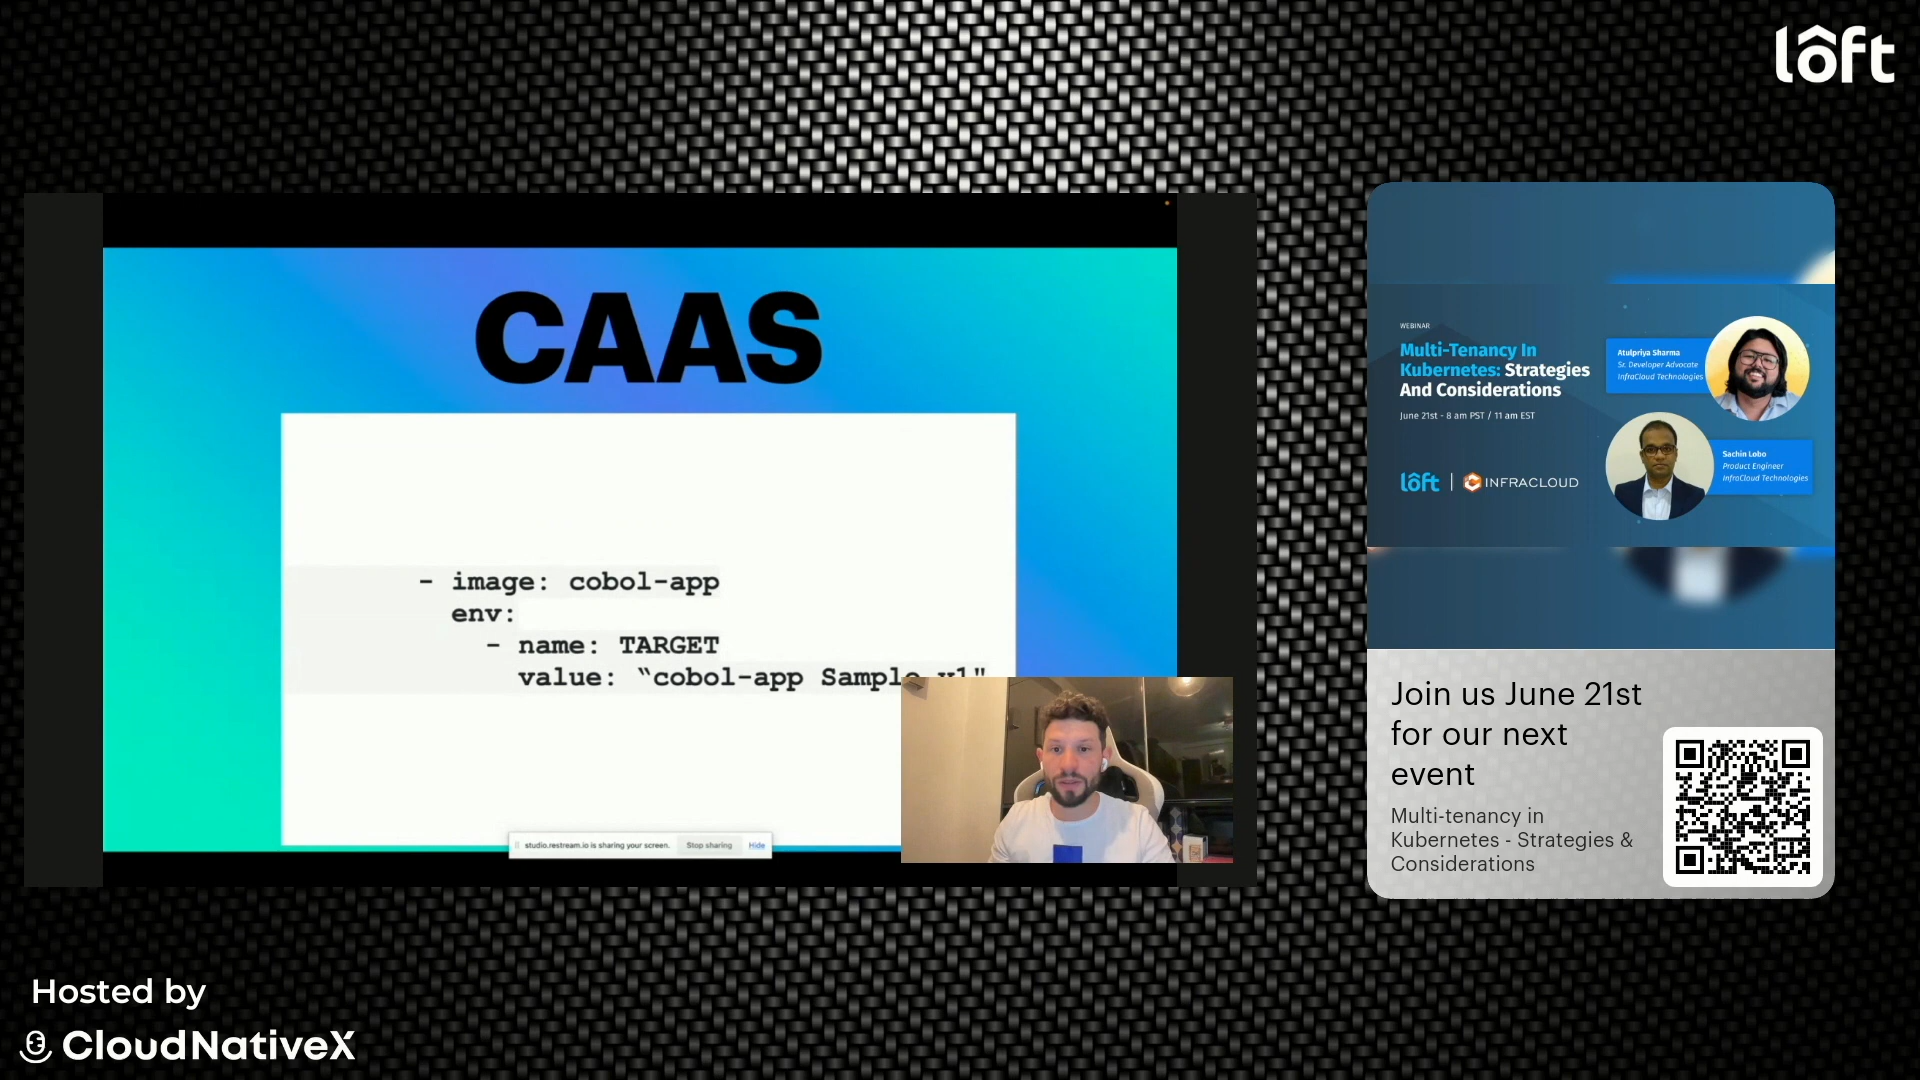 lôft
CAAS
- image: cobol-app
env:
- name: TARGET
value: “cobol-app Sample v1"
studio.restream.io is sharing your screen. Stop sharing Hide
WEBINAR
Multi-Tenancy In
Kubernetes: Strategies
And Considerations
June 21st - 8 am PST / 11 am EST
Atulpriya Sharma
Sr. Developer Advocate
InfraCloud Technologies
Sachin Lobo
Product Engineer
InfraCloud Technologies
lôft | INFRACLOUD
Join us June 21st
for our next
event
Multi-tenancy in
Kubernetes - Strategies &
Considerations
Hosted by
CloudNativeX